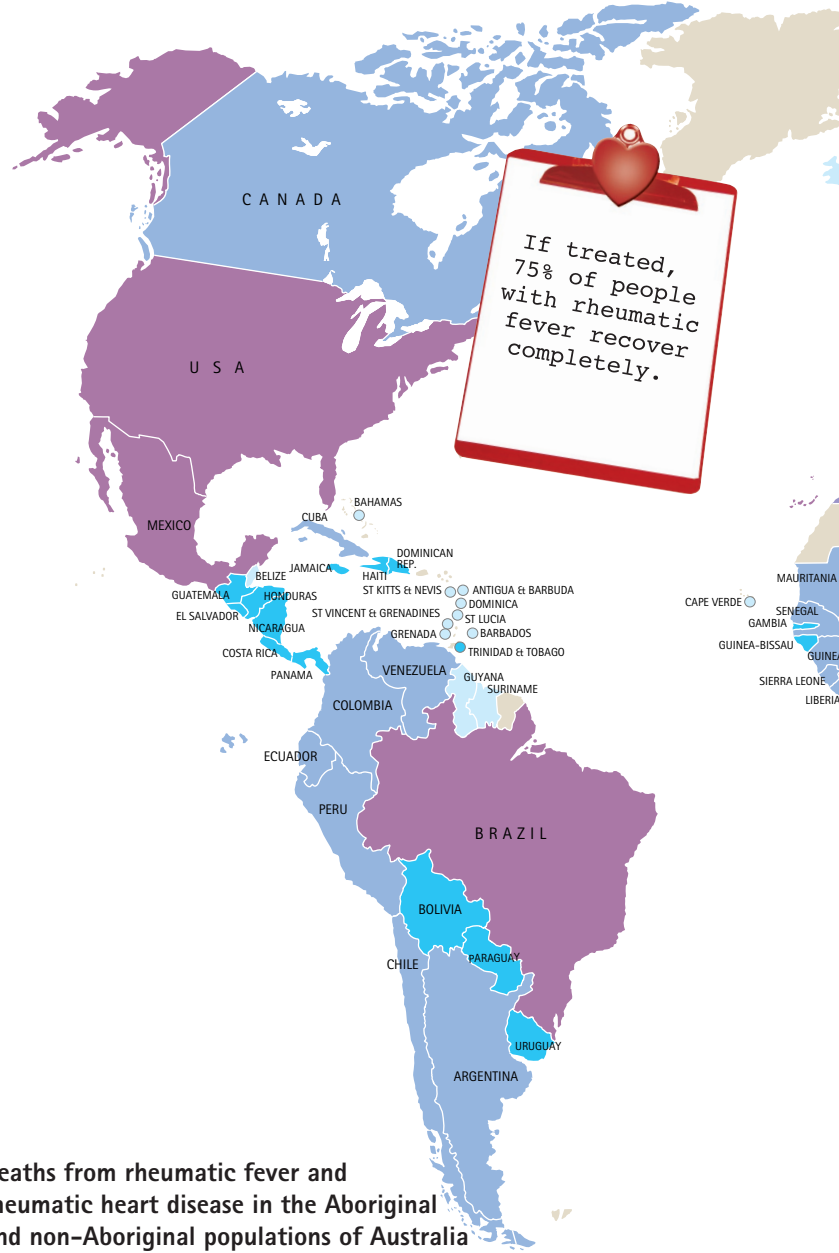 CANADA
If treated,
75% of people
with rheumatic
fever recover
completely.
USA
BAHAMAS
CUBA
MEXICO
DOMINICAN
REP.
JAMAICA
HAITI
BELIZE
ST KITTS & NEVIS
ANTIGUA & BARBUDA
GUATEMALA
HONDURAS
DOMINICA
EL SALVADOR
ST VINCENT & GRENADINES
ST LUCIA
NICARAGUA
GRENADA
BARBADOS
COSTA RICA
TRINIDAD & TOBAGO
PANAMA
MAURITANIA
CAPE VERDE
SENEGAL
GAMBIA
GUINEA-BISSAU
GUINEA
SIERRA LEONE
LIBERIA
VENEZUELA
GUYANA
SURINAME
COLOMBIA
ECUADOR
PERU
BRAZIL
BOLIVIA
CHILE
PARAGUAY
URUGUAY
ARGENTINA
eaths from rheumatic fever and
heumatic heart disease in the Aboriginal
nd non-Aboriginal populations of Australia